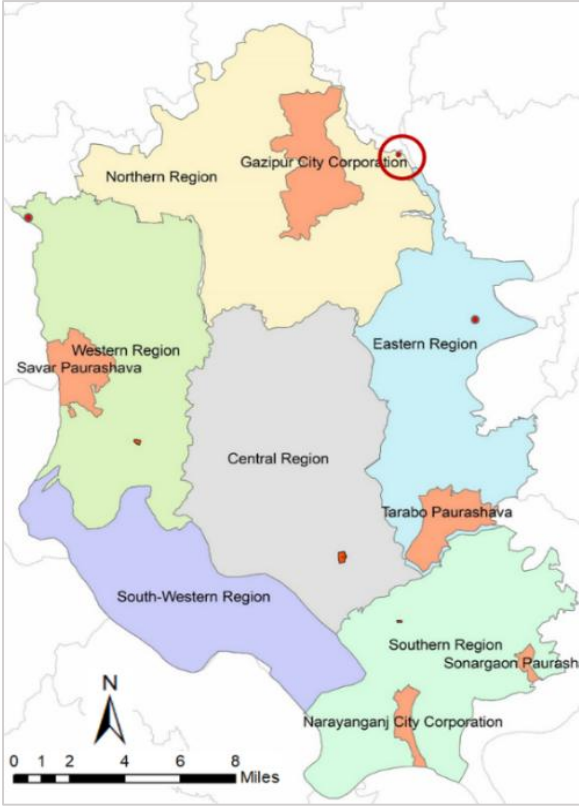 Gazipur City Corporation
Northern Region
Eastern Region
Western Region
Savar Paurashava
Central Region
Tarabo Paurashava
South-Western Region
Southern Region
Sonargaon Paurash
N
Narayanganj City Corporation
0 1 2 4 6 8
Miles